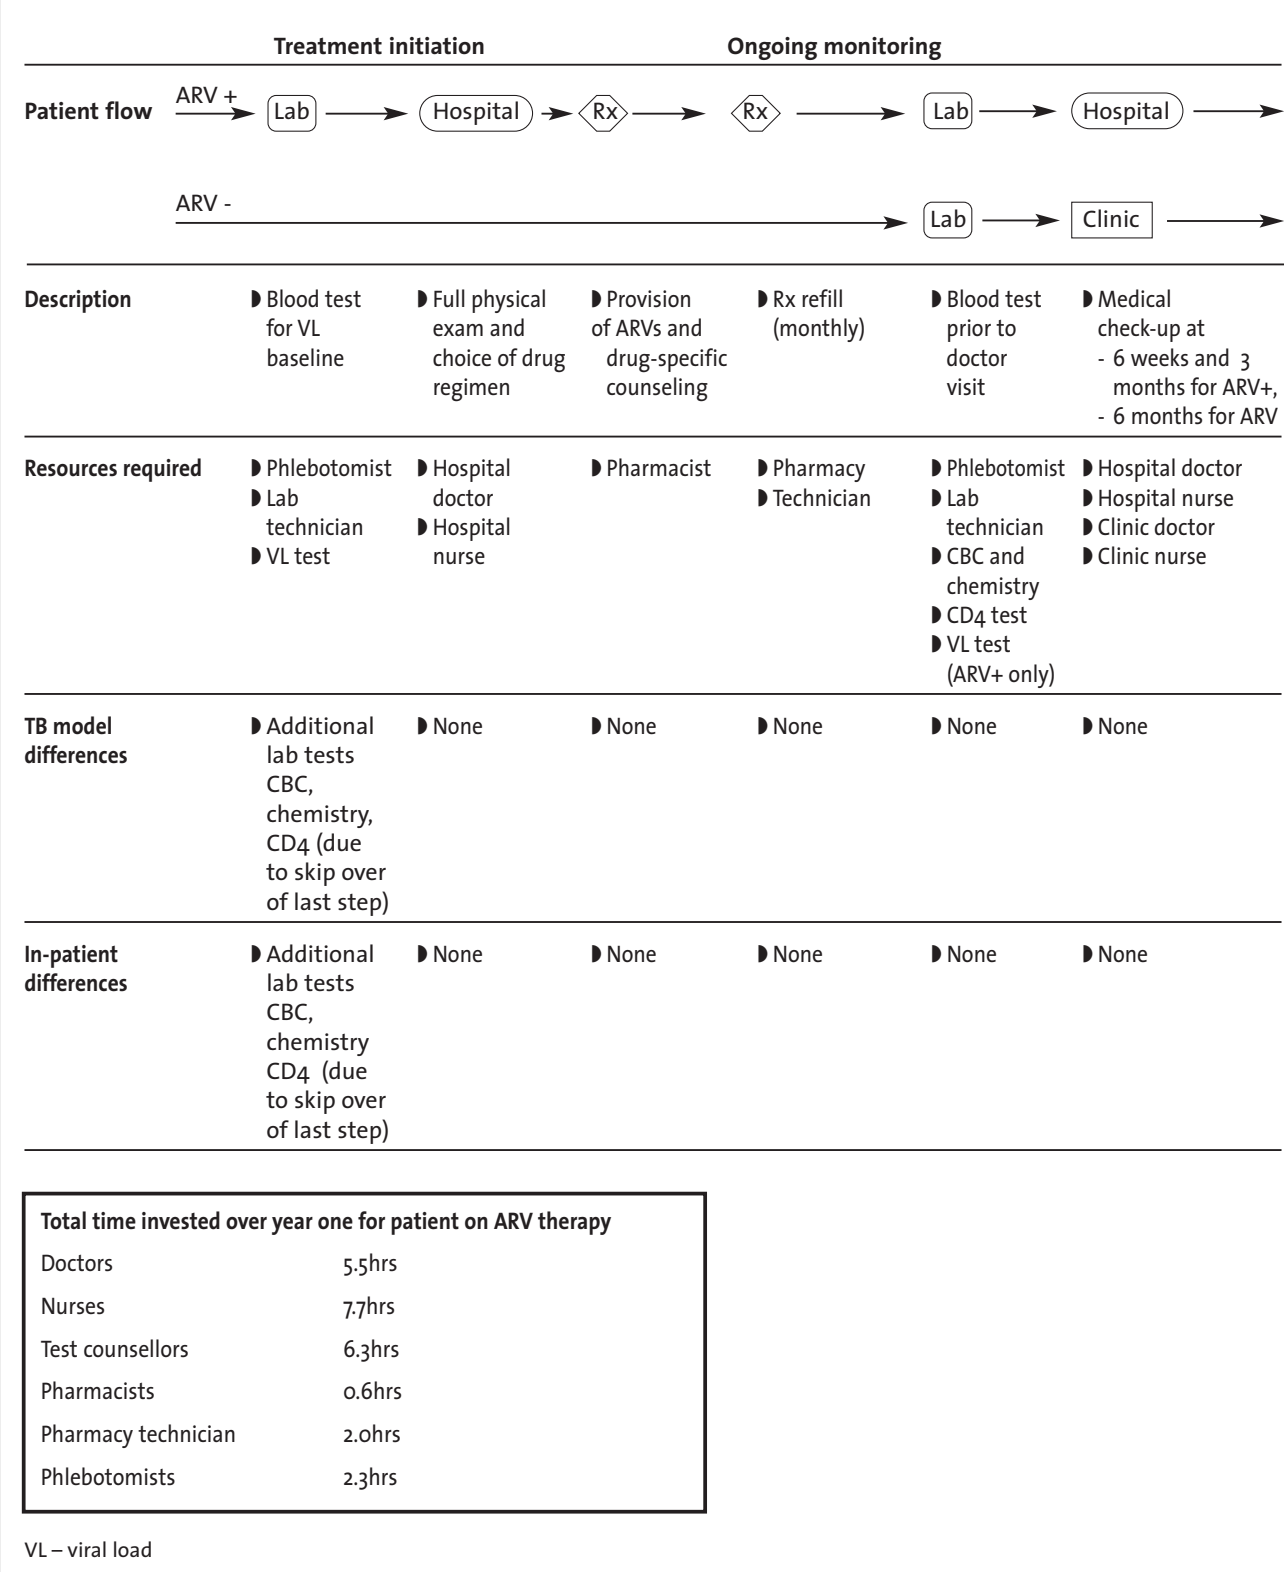 Treatment initiation Ongoing monitoring
Patient flow ARV + Lab Hospital Rx Rx Lab Hospital
ARV - Lab Clinic
Description
◗ Blood test
for VL
baseline
◗ Full physical
exam and
choice of drug
regimen
◗ Provision
of ARVs and
drug-specific
counseling
◗ Rx refill
(monthly)
◗ Blood test
prior to
doctor
visit
◗ Medical
check-up at
- 6 weeks and 3
months for ARV+,
- 6 months for ARV
Resources required
◗ Phlebotomist
◗ Lab
technician
◗ VL test
◗ Hospital
doctor
◗ Hospital
nurse
◗ Pharmacist
◗ Pharmacy
◗ Technician
◗ Phlebotomist
◗ Lab
technician
◗ CBC and
chemistry
◗ CD4 test
◗ VL test
(ARV+ only)
◗ Hospital doctor
◗ Hospital nurse
◗ Clinic doctor
◗ Clinic nurse
TB model
differences
◗ Additional
lab tests
CBC,
chemistry,
CD4 (due
to skip over
of last step)
◗ None
◗ None
◗ None
◗ None
◗ None
In-patient
differences
◗ Additional
lab tests
CBC,
chemistry
CD4 (due
to skip over
of last step)
◗ None
◗ None
◗ None
◗ None
◗ None
Total time invested over year one for patient on ARV therapy
Doctors 5.5hrs
Nurses 7.7hrs
Test counsellors 6.3hrs
Pharmacists 0.6hrs
Pharmacy technician 2.0hrs
Phlebotomists 2.3hrs
VL – viral load